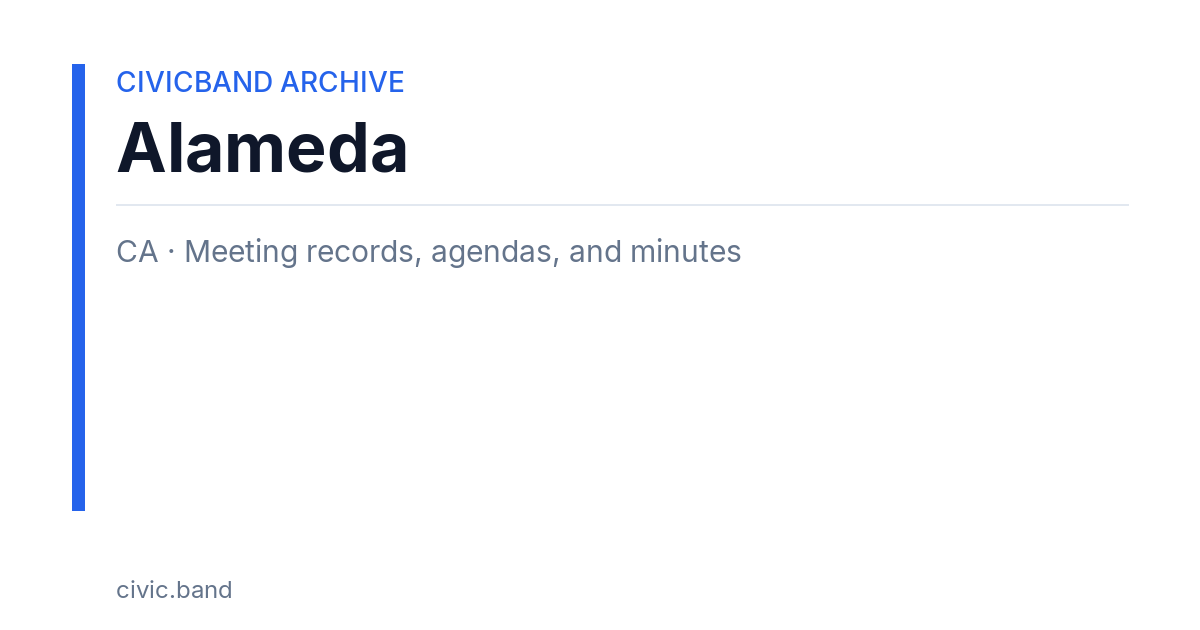 CIVICBAND ARCHIVE
Alameda
CA · Meeting records, agendas, and minutes
civic.band